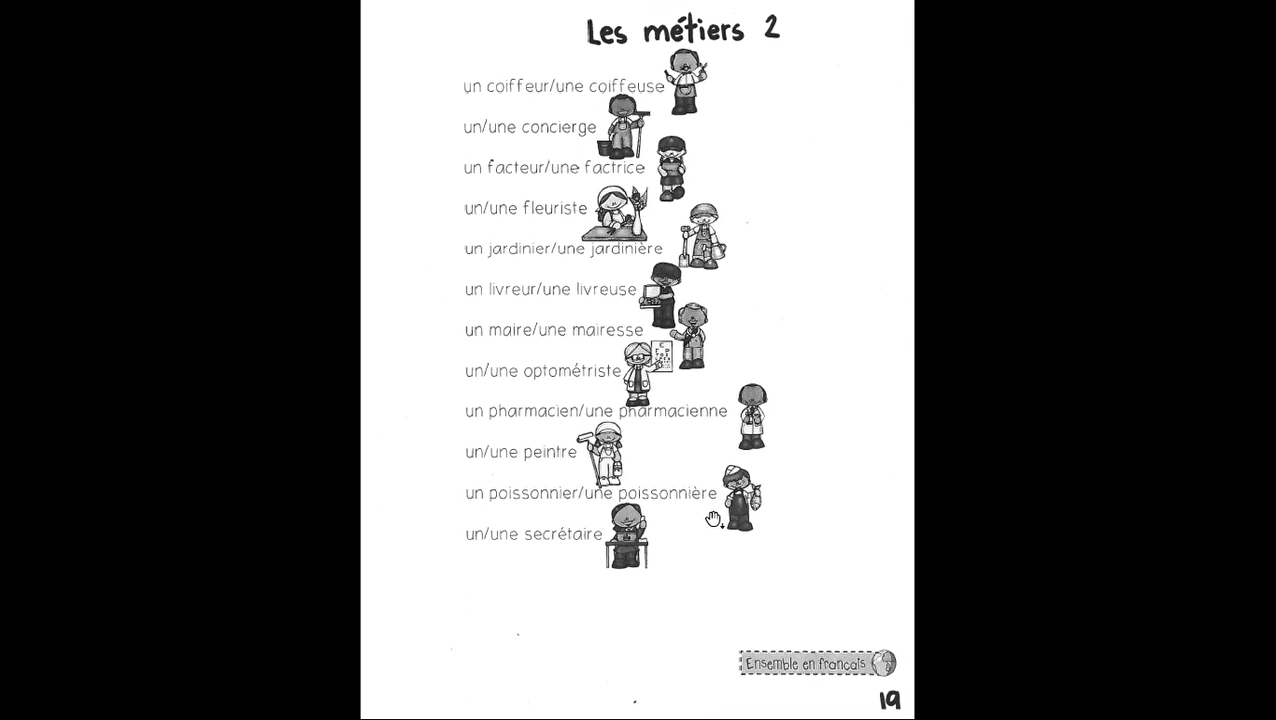 Les métiers 2
un coiffeur/une coiffeuse
un/une concierge
un facteur/une factrice
un/une fleuriste
un jardinier/une jardinière
un livreur/une livreuse
un maire/une mairesse
un/une optométriste
un pharmacien/une pharmacienne
un/une peintre
un poissonnier/une poissonnière
un/une secrétaire
Ensemble en français
19